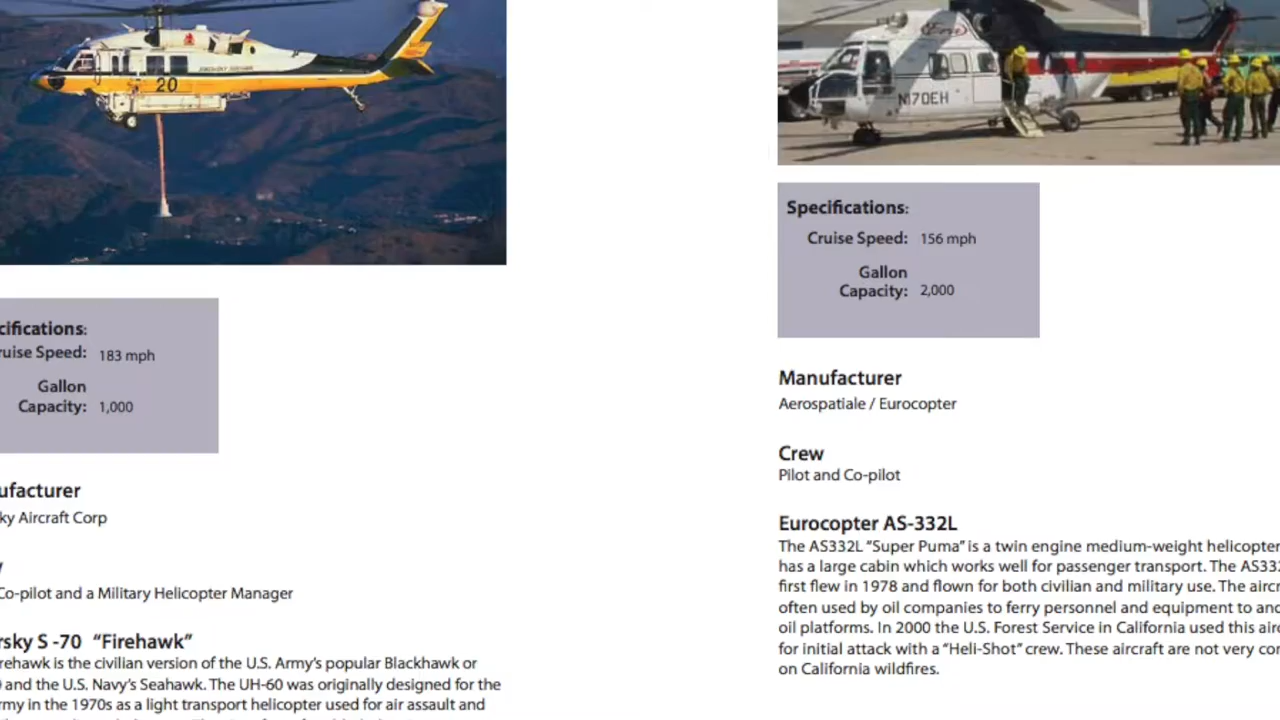 20
cifications:
ruise Speed: 183 mph
Gallon
Capacity: 1,000
ufacturer
ky Aircraft Corp
Co-pilot and a Military Helicopter Manager
rsky S -70 “Firehawk”
rehawk is the civilian version of the U.S. Army’s popular Blackhawk or
and the U.S. Navy’s Seahawk. The UH-60 was originally designed for the
rmy in the 1970s as a light transport helicopter used for air assault and
N170EH
Specifications:
Cruise Speed: 156 mph
Gallon
Capacity: 2,000
Manufacturer
Aerospatiale / Eurocopter
Crew
Pilot and Co-pilot
Eurocopter AS-332L
The AS332L “Super Puma” is a twin engine medium-weight helicopter
has a large cabin which works well for passenger transport. The AS332
first flew in 1978 and flown for both civilian and military use. The aircr
often used by oil companies to ferry personnel and equipment to and
oil platforms. In 2000 the U.S. Forest Service in California used this airc
for initial attack with a “Heli-Shot” crew. These aircraft are not very con
on California wildfires.